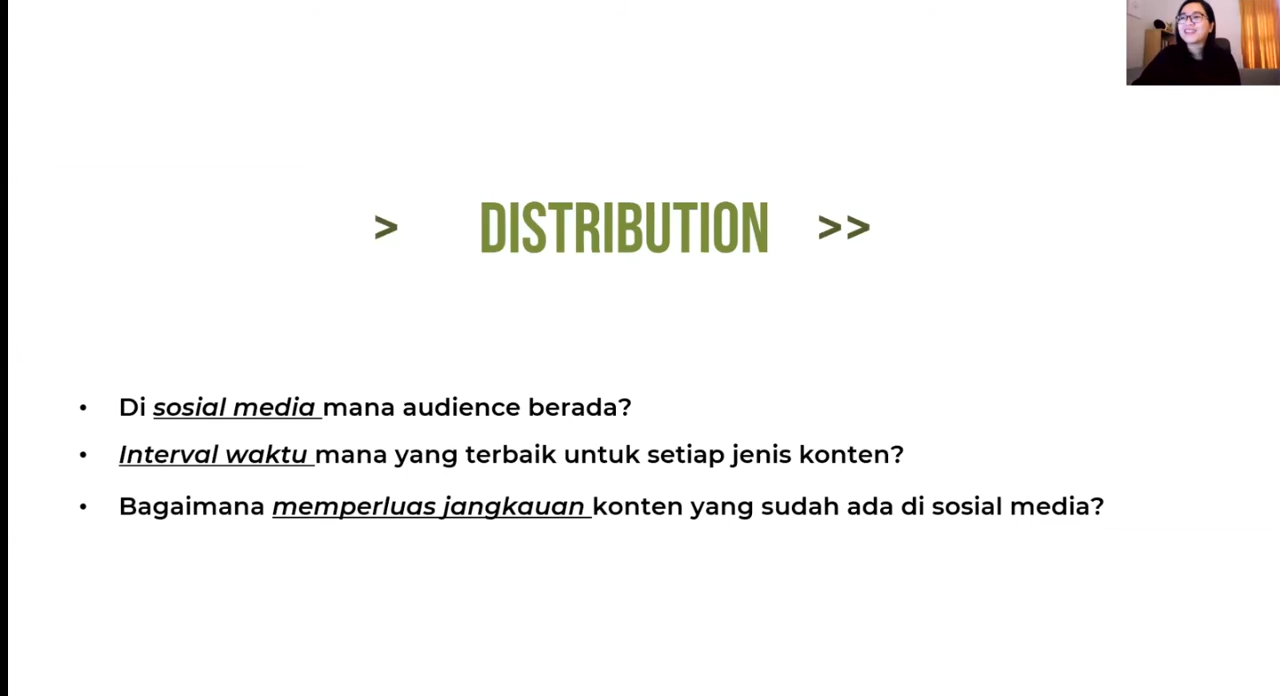 > DISTRIBUTION >>
• Di sosial media mana audience berada?
• Interval waktu mana yang terbaik untuk setiap jenis konten?
• Bagaimana memperluas jangkauan konten yang sudah ada di sosial media?